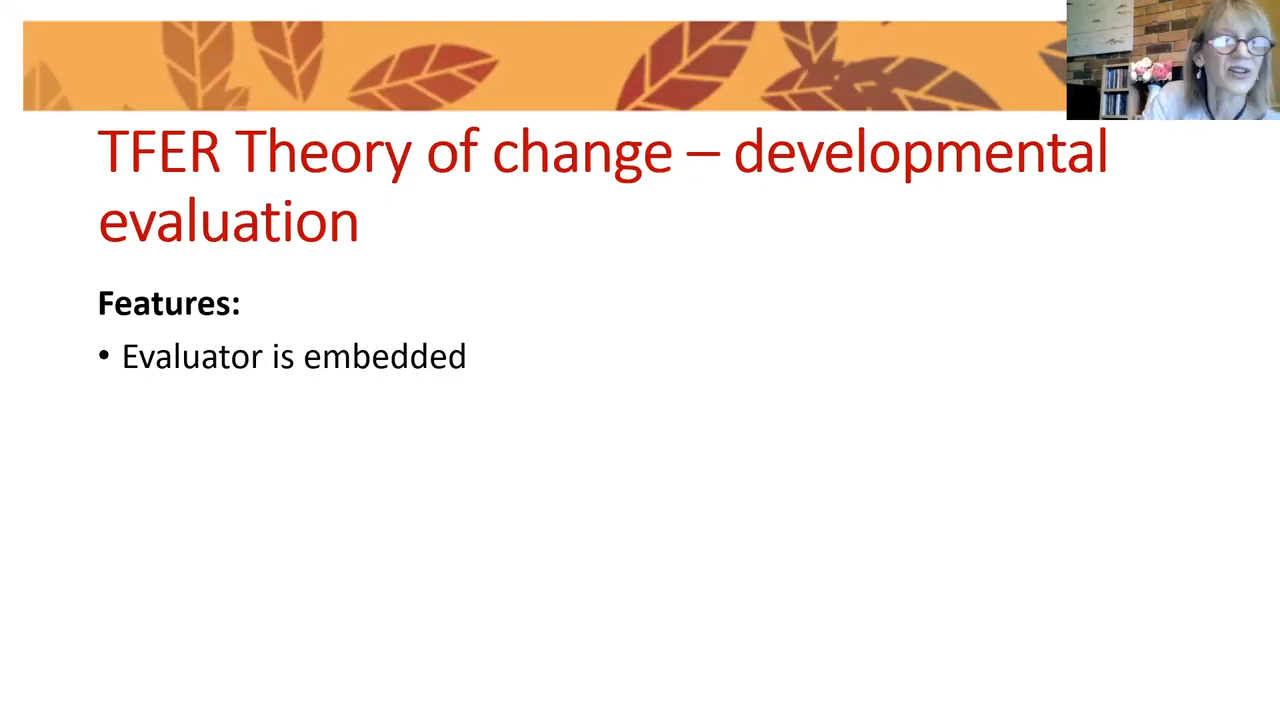 TFER Theory of change – developmental
evaluation
Features:
• Evaluator is embedded